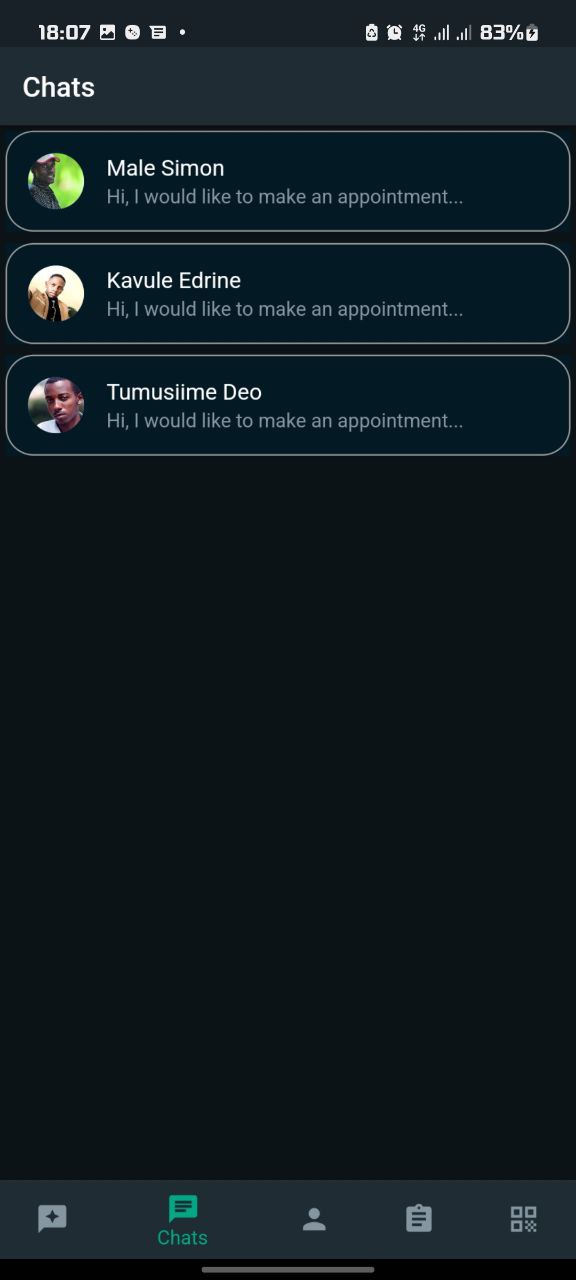 18:07 4G 83%
Chats
Male Simon
Hi, I would like to make an appointment...
Kavule Edrine
Hi, I would like to make an appointment...
Tumusiime Deo
Hi, I would like to make an appointment...
Chats